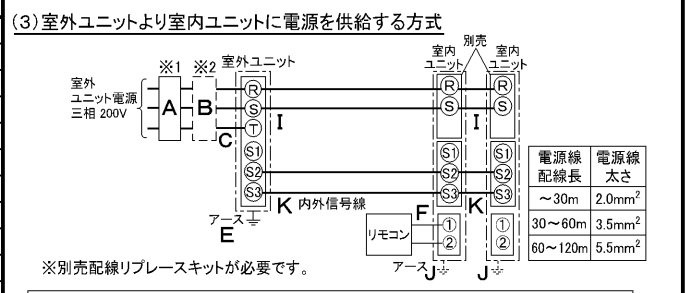 (3)室外ユニットより室内ユニットに電源を供給する方式
※1 ※2 室外ユニット
別売
室内ユニット
室内ユニット
室外
ユニット電源
三相 200V
A
B
C
R
S
T
S1
S2
S3
I
R
S
S1
S2
S3
I
R
S
S1
S2
S3
K 内外信号線
K
アース
E
F
リモコン
①
②
①
②
アース
J
J
電源線配線長 電源線太さ
~30m 2.0mm²
30~60m 3.5mm²
60~120m 5.5mm²
※別売配線リプレースキットが必要です。